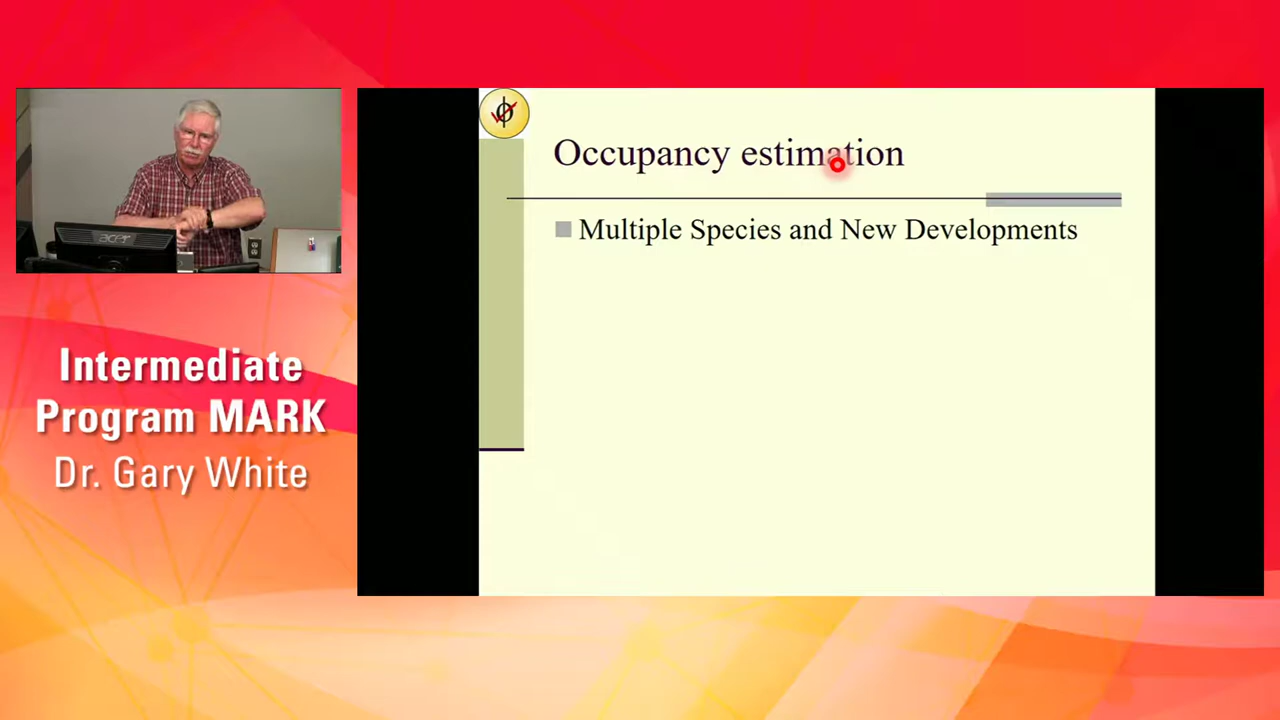 acer
Intermediate
Program MARK
Dr. Gary White
Occupancy estimation
Multiple Species and New Developments